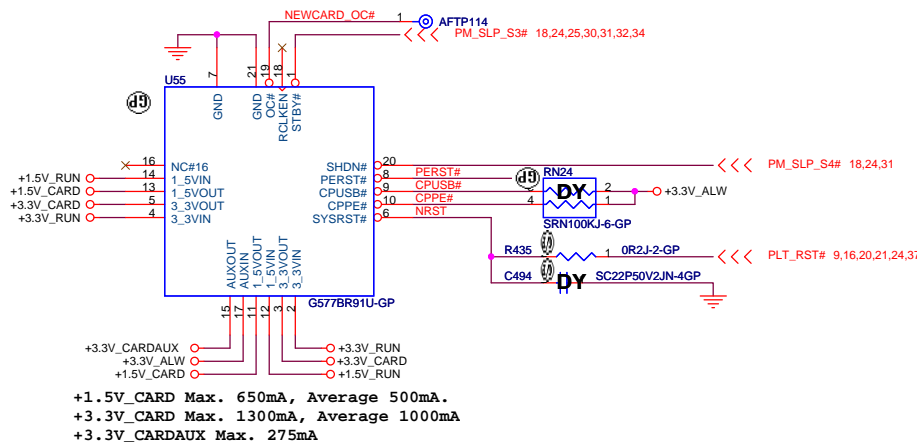 NEWCARD_OC#
1
AFTP114
PM_SLP_S3# 18,24,25,30,31,32,34
7
21
19
18
1
U55
GP
GND
GND
OC#
RCLKEN
STBY#
16
NC#16
SHDN#
20
PM_SLP_S4# 18,24,31
+1.5V_RUN
14
1_5VIN
PERST#
8
PERST#
GP
RN24
+1.5V_CARD
13
1_5VOUT
CPUSB#
9
CPUSB#
DY
2
+3.3V_ALW
+3.3V_CARD
5
3_3VOUT
CPPE#
10
CPPE#
4
1
+3.3V_RUN
4
3_3VIN
SYSRST#
6
NRST
SRN100KJ-6-GP
R435
1
0R2J-2-GP
PLT_RST# 9,16,20,21,24,37
C494
DY
SC22P50V2JN-4GP
AUXOUT
AUXIN
1_5VOUT
1_5VIN
3_3VOUT
3_3VIN
G577BR91U-GP
15
17
11
12
3
2
+3.3V_CARDAUX
+3.3V_RUN
+3.3V_ALW
+3.3V_CARD
+1.5V_CARD
+1.5V_RUN
+1.5V_CARD Max. 650mA, Average 500mA.
+3.3V_CARD Max. 1300mA, Average 1000mA
+3.3V_CARDAUX Max. 275mA